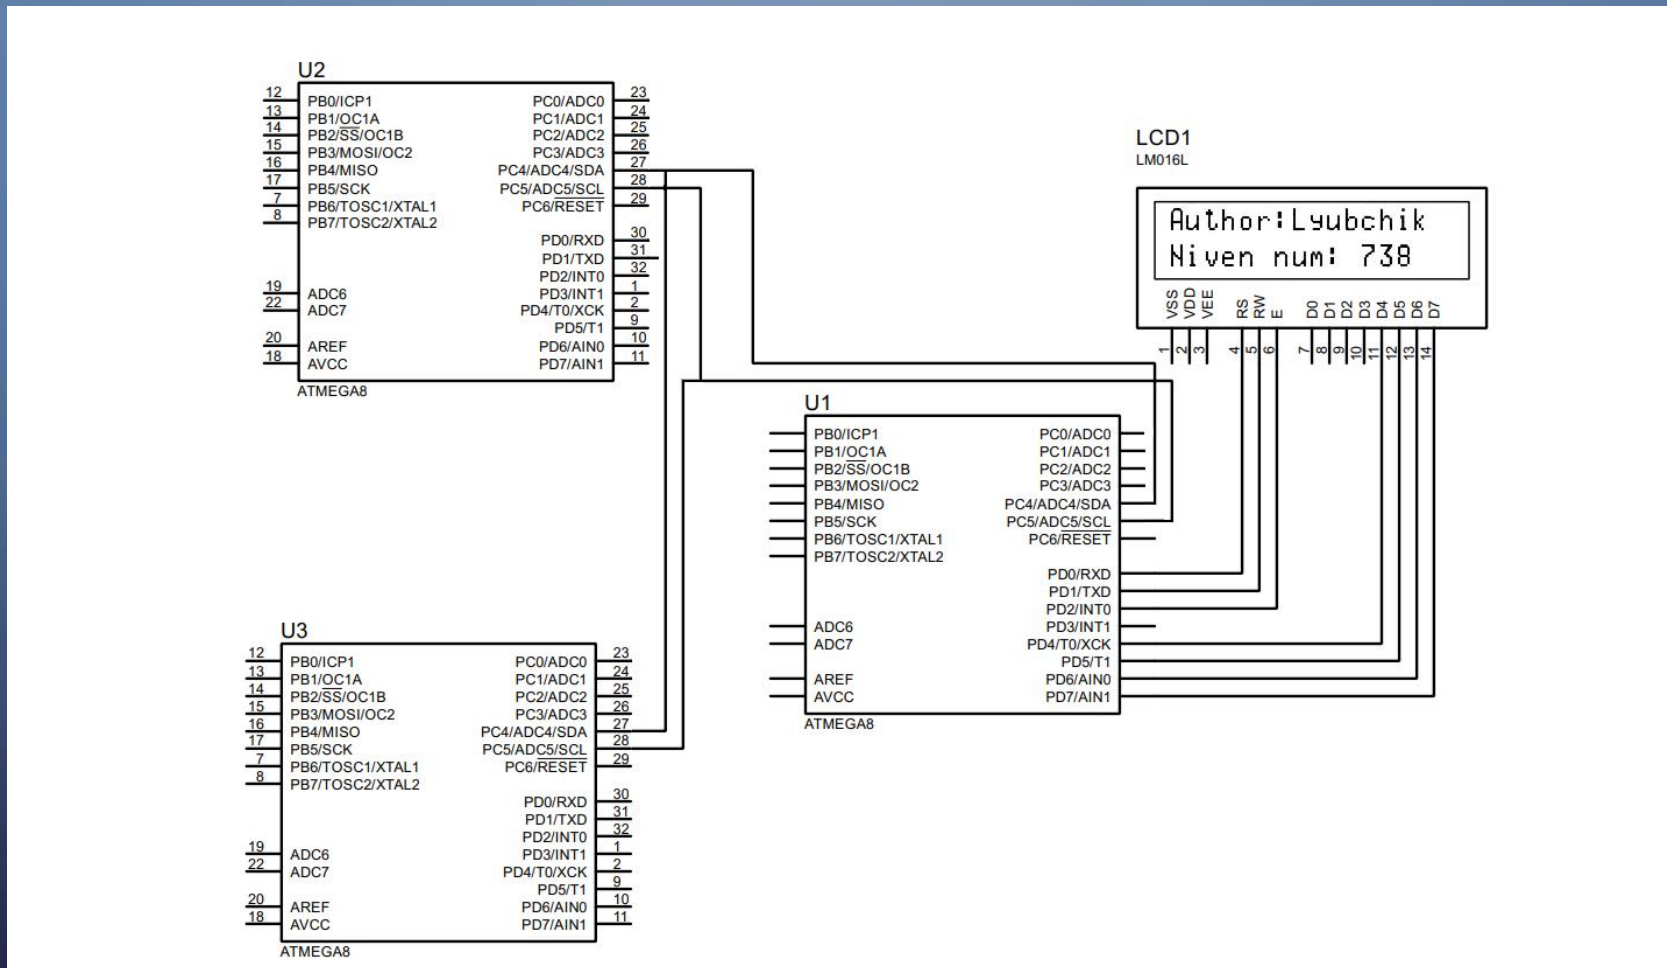 U2
12 PB0/ICP1 PC0/ADC0 23
13 PB1/OC1A PC1/ADC1 24
14 PB2/SS/OC1B PC2/ADC2 25
15 PB3/MOSI/OC2 PC3/ADC3 26
16 PB4/MISO PC4/ADC4/SDA 27
17 PB5/SCK PC5/ADC5/SCL 28
7 PB6/TOSC1/XTAL1 PC6/RESET 29
8 PB7/TOSC2/XTAL2
PD0/RXD 30
PD1/TXD 31
PD2/INT0 32
19 ADC6 PD3/INT1 1
22 ADC7 PD4/T0/XCK 2
PD5/T1 9
20 AREF PD6/AIN0 10
18 AVCC PD7/AIN1 11
ATMEGA8
LCD1
LM016L
Author:Lyubchik
Niven num: 738
VSS VDD VEE RS RW E D0 D1 D2 D3 D4 D5 D6 D7
1 2 3 4 5 6 7 8 9 10 11 12 13 14
U1
PB0/ICP1 PC0/ADC0
PB1/OC1A PC1/ADC1
PB2/SS/OC1B PC2/ADC2
PB3/MOSI/OC2 PC3/ADC3
PB4/MISO PC4/ADC4/SDA
PB5/SCK PC5/ADC5/SCL
PB6/TOSC1/XTAL1 PC6/RESET
PB7/TOSC2/XTAL2
PD0/RXD
PD1/TXD
PD2/INT0
ADC6 PD3/INT1
ADC7 PD4/T0/XCK
PD5/T1
AREF PD6/AIN0
AVCC PD7/AIN1
ATMEGA8
U3
12 PB0/ICP1 PC0/ADC0 23
13 PB1/OC1A PC1/ADC1 24
14 PB2/SS/OC1B PC2/ADC2 25
15 PB3/MOSI/OC2 PC3/ADC3 26
16 PB4/MISO PC4/ADC4/SDA 27
17 PB5/SCK PC5/ADC5/SCL 28
7 PB6/TOSC1/XTAL1 PC6/RESET 29
8 PB7/TOSC2/XTAL2
PD0/RXD 30
PD1/TXD 31
PD2/INT0 32
19 ADC6 PD3/INT1 1
22 ADC7 PD4/T0/XCK 2
PD5/T1 9
20 AREF PD6/AIN0 10
18 AVCC PD7/AIN1 11
ATMEGA8